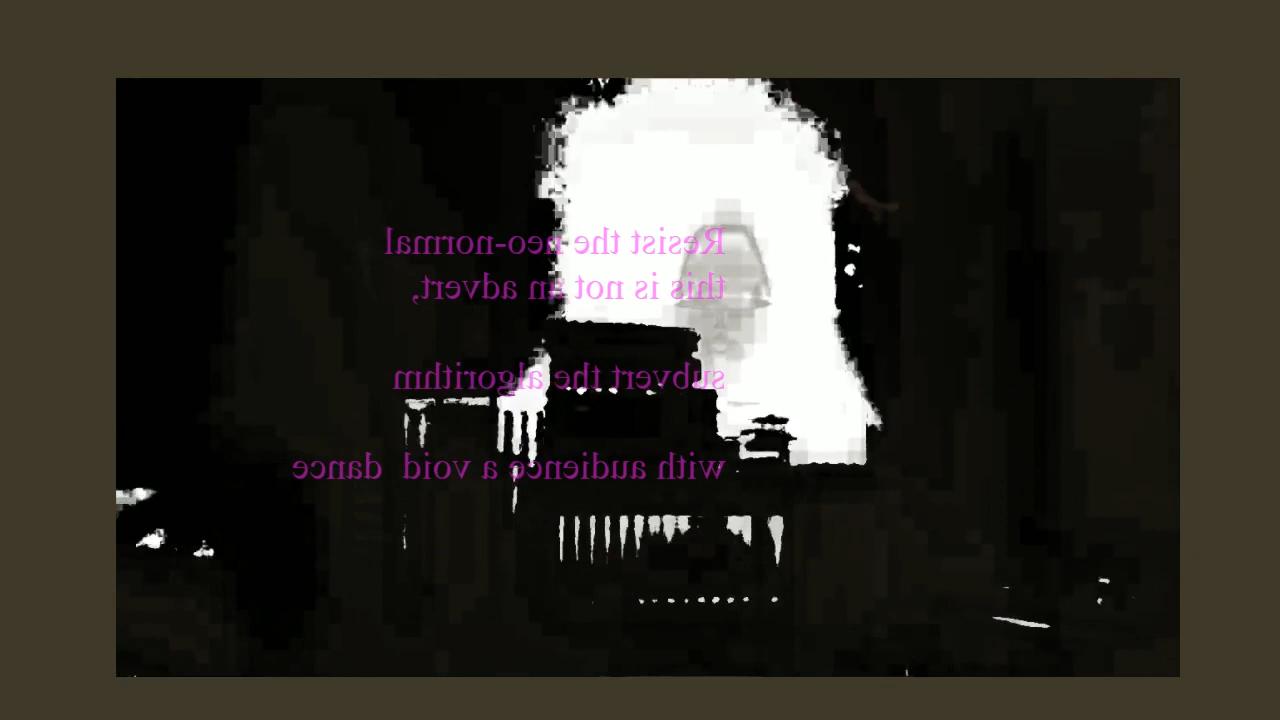 Resist the neo-normal
this is not an advert,
subvert the algorithm
with audience a void  dance